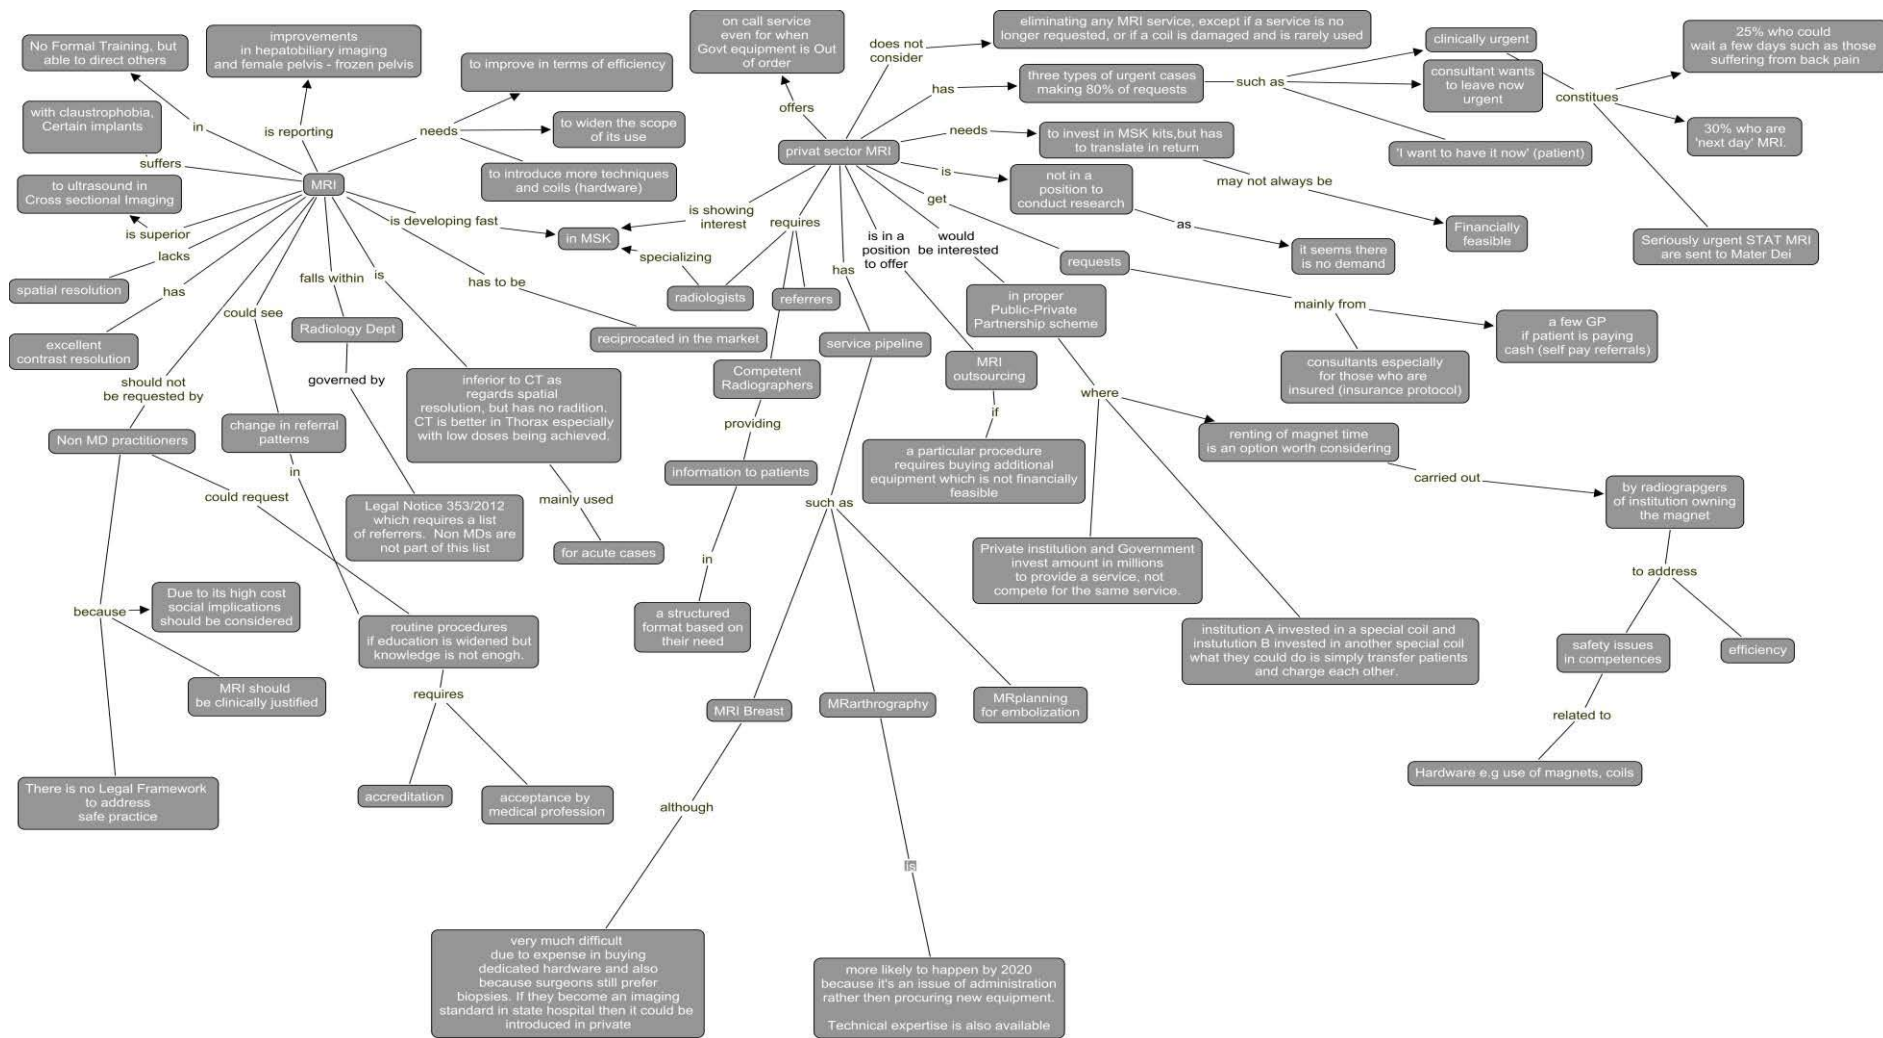 No Formal Training, but
able to direct others
improvements
in hepatobiliary imaging
and female pelvis - frozen pelvis
to improve in terms of efficiency
with claustrophobia,
Certain implants
in
is reporting
needs
to widen the scope
of its use
suffers
MRI
to introduce more techniques
and coils (hardware)
to ultrasound in
Cross sectional Imaging
is superior
is developing fast
in MSK
lacks
spatial resolution
has
excellent
contrast resolution
could see
falls within
is
has to be
Radiology Dept
reciprocated in the market
should not
be requested by
governed by
inferior to CT as
regards spatial
resolution, but has no radition.
CT is better in Thorax especially
with low doses being achieved.
Non MD practitioners
change in referral
patterns
in
could request
mainly used
Legal Notice 353/2012
which requires a list
of referrers.  Non MDs are
not part of this list
for acute cases
because
Due to its high cost
social implications
should be considered
routine procedures
if education is widened but
knowledge is not enogh.
MRI should
be clinically justified
requires
There is no Legal Framework
to address
safe practice
accreditation
acceptance by
medical profession
on call service
even for when
Govt equipment is Out
of order
offers
privat sector MRI
does not
consider
eliminating any MRI service, except if a service is no
longer requested, or if a coil is damaged and is rarely used
has
three types of urgent cases
making 80% of requests
such as
clinically urgent
consultant wants
to leave now
urgent
'I want to have it now' (patient)
constitues
25% who could
wait a few days such as those
suffering from back pain
30% who are
'next day' MRI.
Seriously urgent STAT MRI
are sent to Mater Dei
needs
to invest in MSK kits,but has
to translate in return
may not always be
Financially
feasible
is
not in a
position to
conduct research
as
it seems there
is no demand
get
requests
mainly from
a few GP
if patient is paying
cash (self pay referrals)
consultants especially
for those who are
insured (insurance protocol)
is showing
interest
requires
specializing
radiologists
referrers
Competent
Radiographers
providing
information to patients
in
a structured
format based on
their need
has
service pipeline
such as
MRI Breast
MRarthrography
MRplanning
for embolization
although
is
very much difficult
due to expense in buying
dedicated hardware and also
because surgeons still prefer
biopsies. If they become an imaging
standard in state hospital then it could be
introduced in private
more likely to happen by 2020
because it's an issue of administration
rather then procuring new equipment.
Technical expertise is also available
is in a
position
to offer
MRI
outsourcing
if
a particular procedure
requires buying additional
equipment which is not financially
feasible
would
be interested
in proper
Public-Private
Partnership scheme
where
Private institution and Government
invest amount in millions
to provide a service, not
compete for the same service.
renting of magnet time
is an option worth considering
institution A invested in a special coil and
instutution B invested in another special coil
what they could do is simply transfer patients
and charge each other.
carried out
by radiograpgers
of institution owning
the magnet
to address
safety issues
in competences
efficiency
related to
Hardware e.g use of magnets, coils